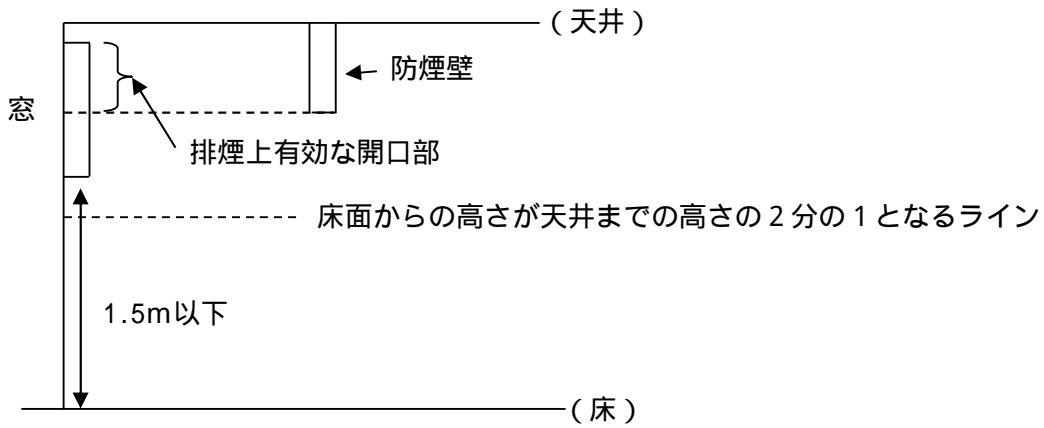 (天井)
防煙壁
窓
排煙上有効な開口部
床面からの高さが天井までの高さの2分の1となるライン
1.5m以下
(床)